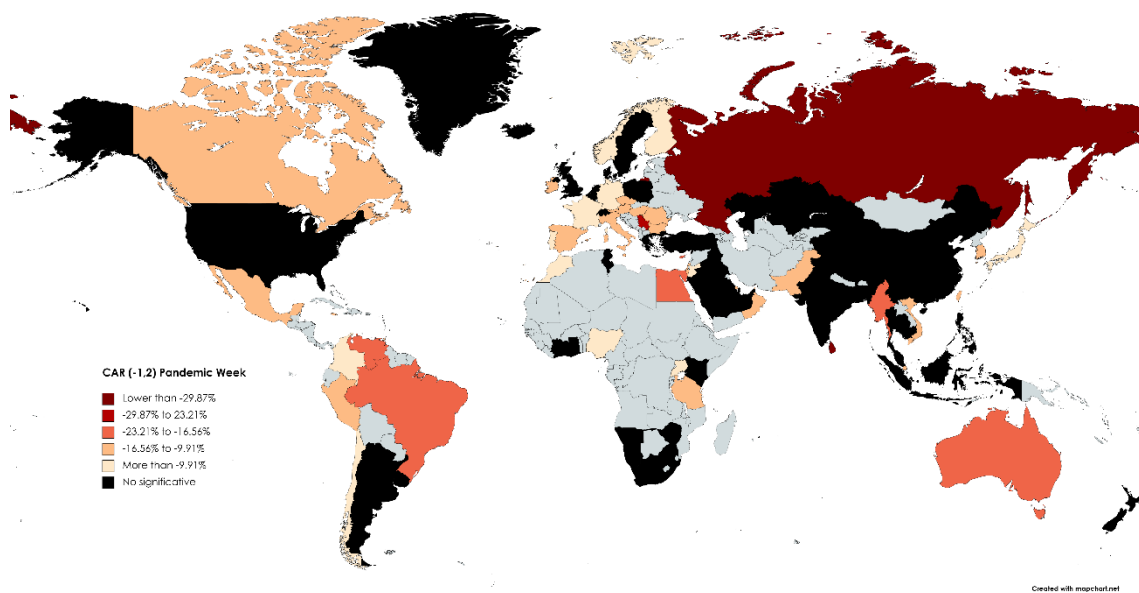 CAR (-1,2) Pandemic Week
Lower than -29.87%
-29.87% to 23.21%
-23.21% to -16.56%
-16.56% to -9.91%
More than -9.91%
No significative
Created with mapchart.net